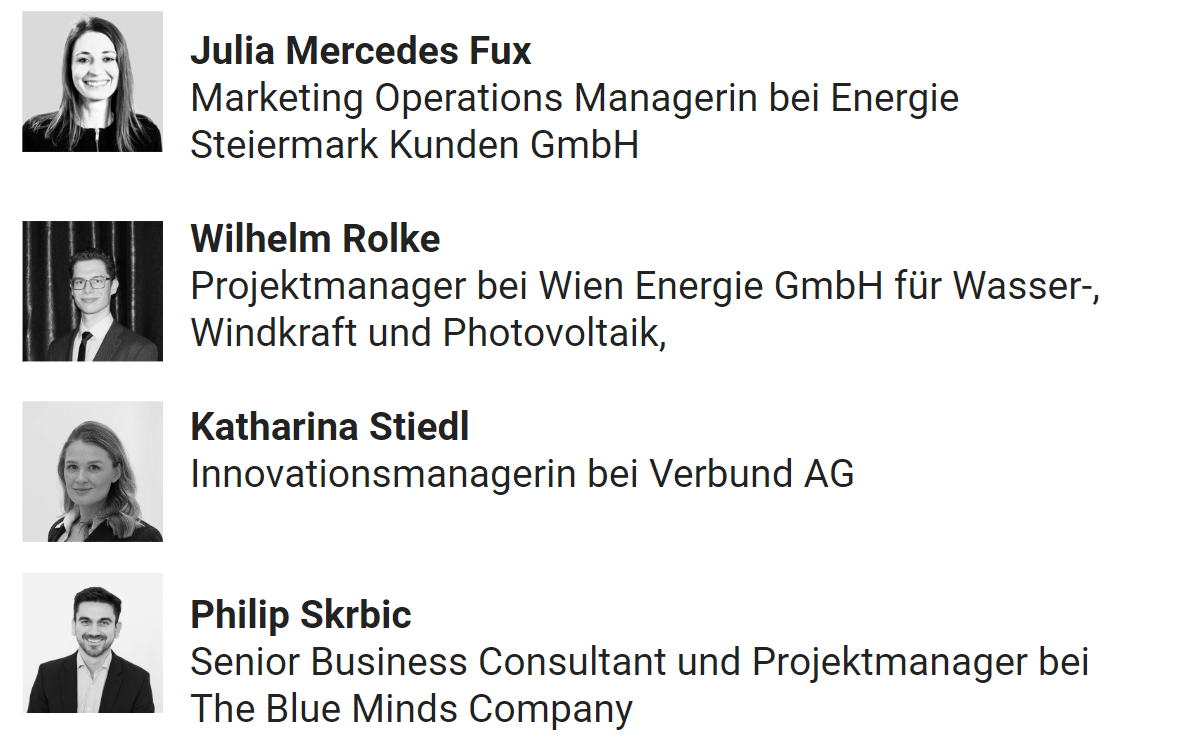 Julia Mercedes Fux
Marketing Operations Managerin bei Energie
Steiermark Kunden GmbH
Wilhelm Rolke
Projektmanager bei Wien Energie GmbH für Wasser-,
Windkraft und Photovoltaik,
Katharina Stiedl
Innovationsmanagerin bei Verbund AG
Philip Skrbic
Senior Business Consultant und Projektmanager bei
The Blue Minds Company